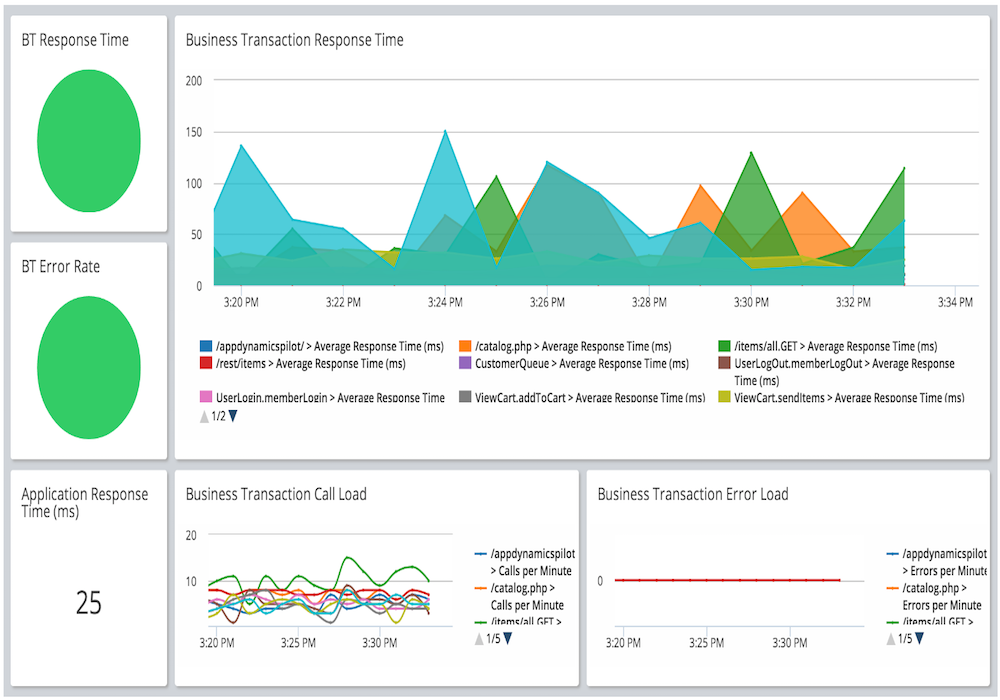 BT Response Time
Business Transaction Response Time
200
150
100
50
0
3:20 PM
3:22 PM
3:24 PM
3:26 PM
3:28 PM
3:30 PM
3:32 PM
3:34 PM
/appdynamicspilot/ > Average Response Time (ms)
/catalog.php > Average Response Time (ms)
/items/all.GET > Average Response Time (ms)
/rest/items > Average Response Time (ms)
CustomerQueue > Average Response Time (ms)
UserLogOut.memberLogOut > Average Response
Time (ms)
UserLogin.memberLogin > Average Response Time
ViewCart.addToCart > Average Response Time (ms)
ViewCart.sendItems > Average Response Time (ms)
1/2
BT Error Rate
Application Response
Time (ms)
25
Business Transaction Call Load
20
10
3:20 PM
3:25 PM
3:30 PM
/appdynamicspilot
> Calls per Minute
/catalog.php >
Calls per Minute
/items/all.GET >
1/5
Business Transaction Error Load
0
3:20 PM
3:25 PM
3:30 PM
/appdynamicspilot
> Errors per Minute
/catalog.php >
Errors per Minute
/items/all.GET >
1/5